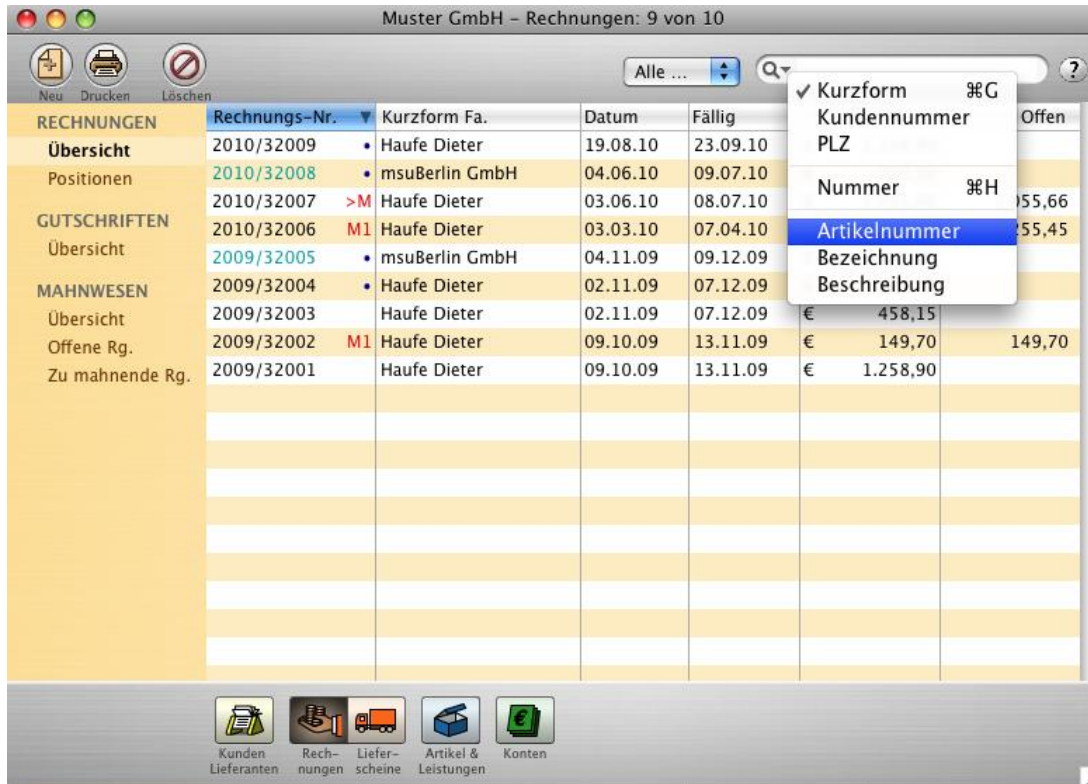 Muster GmbH – Rechnungen: 9 von 10
Neu Drucken Löschen
Alle ...
?
RECHNUNGEN
Übersicht
Positionen
GUTSCHRIFTEN
Übersicht
MAHNWESEN
Übersicht
Offene Rg.
Zu mahnende Rg.
Rechnungs-Nr. ▼ Kurzform Fa. Datum Fällig Offen
2010/32009 • Haufe Dieter 19.08.10 23.09.10
2010/32008 • msuBerlin GmbH 04.06.10 09.07.10
2010/32007 >M Haufe Dieter 03.06.10 08.07.10 055,66
2010/32006 M1 Haufe Dieter 03.03.10 07.04.10 255,45
2009/32005 • msuBerlin GmbH 04.11.09 09.12.09
2009/32004 • Haufe Dieter 02.11.09 07.12.09
2009/32003 Haufe Dieter 02.11.09 07.12.09 € 458,15
2009/32002 M1 Haufe Dieter 09.10.09 13.11.09 € 149,70 149,70
2009/32001 Haufe Dieter 09.10.09 13.11.09 € 1.258,90
✓ Kurzform ⌘G
Kundennummer
PLZ
Nummer ⌘H
Artikelnummer
Bezeichnung
Beschreibung
Kunden Lieferanten
Rech-nungen
Liefer-scheine
Artikel & Leistungen
Konten